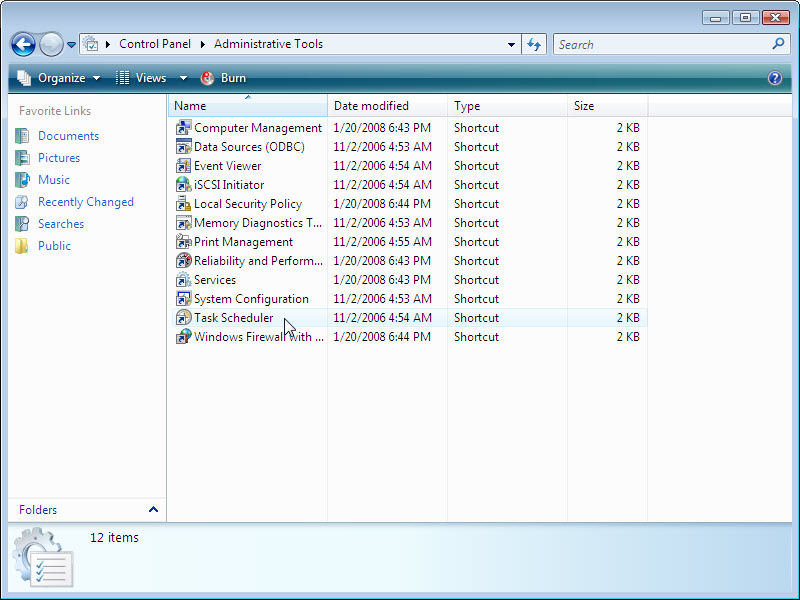 Control Panel Administrative Tools Search
Organize Views Burn
Favorite Links
Documents
Pictures
Music
Recently Changed
Searches
Public
Folders
Name Date modified Type Size
Computer Management 1/20/2008 6:43 PM Shortcut 2 KB
Data Sources (ODBC) 11/2/2006 4:53 AM Shortcut 2 KB
Event Viewer 11/2/2006 4:54 AM Shortcut 2 KB
iSCSI Initiator 11/2/2006 4:54 AM Shortcut 2 KB
Local Security Policy 1/20/2008 6:44 PM Shortcut 2 KB
Memory Diagnostics T... 11/2/2006 4:53 AM Shortcut 2 KB
Print Management 11/2/2006 4:55 AM Shortcut 2 KB
Reliability and Perform... 1/20/2008 6:43 PM Shortcut 2 KB
Services 1/20/2008 6:43 PM Shortcut 2 KB
System Configuration 11/2/2006 4:53 AM Shortcut 2 KB
Task Scheduler 11/2/2006 4:54 AM Shortcut 2 KB
Windows Firewall with ... 1/20/2008 6:44 PM Shortcut 2 KB
12 items